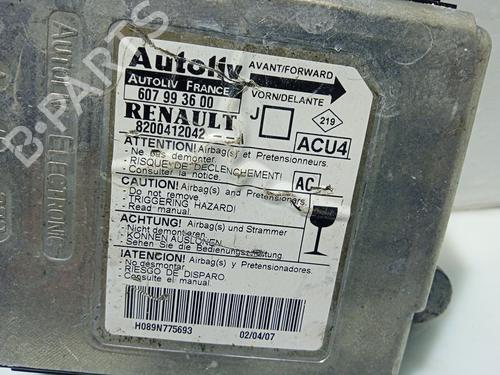 Autoliv
AUTOLIV FRANCE
607 99 36 00
RENAULT
8200412042
AVANT/FORWARD
VORN/DELANTE
J
219
ACU4
ATTENTION! Airbag(s) et Pretensionneurs.
- Ne pas demonter.
- RISQUE DE DECLENCHEMENT!
- Consulter la notice.
AC
CAUTION! Airbag(s) and Pretensioners.
- Do not remove.
- TRIGGERING HAZARD!
- Read manual.
ACHTUNG! Airbag(s) und Strammer
- Nicht demontieren.
- KONNEN AUSLOSEN.
- Sehen Sie die Bedienungsvorschrift.
!ATENCION! Airbag(s) y Pretensionadores.
- No desmontar.
- RIESGO DE DISPARO.
- Consulte el manual.
H089N775693
02/04/07
Autoliv
ELECTRONIC
B-PARTS